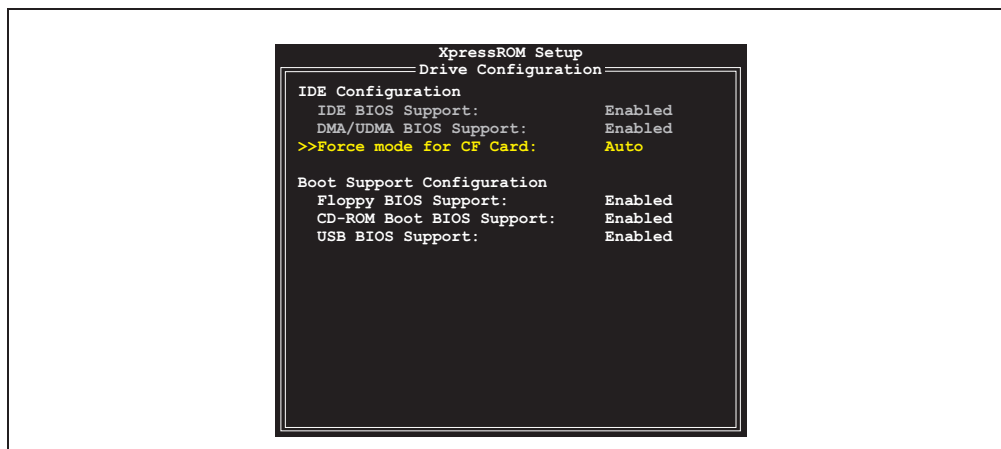 XpressROM Setup
Drive Configuration
IDE Configuration
IDE BIOS Support: Enabled
DMA/UDMA BIOS Support: Enabled
>>Force mode for CF Card: Auto
Boot Support Configuration
Floppy BIOS Support: Enabled
CD-ROM Boot BIOS Support: Enabled
USB BIOS Support: Enabled